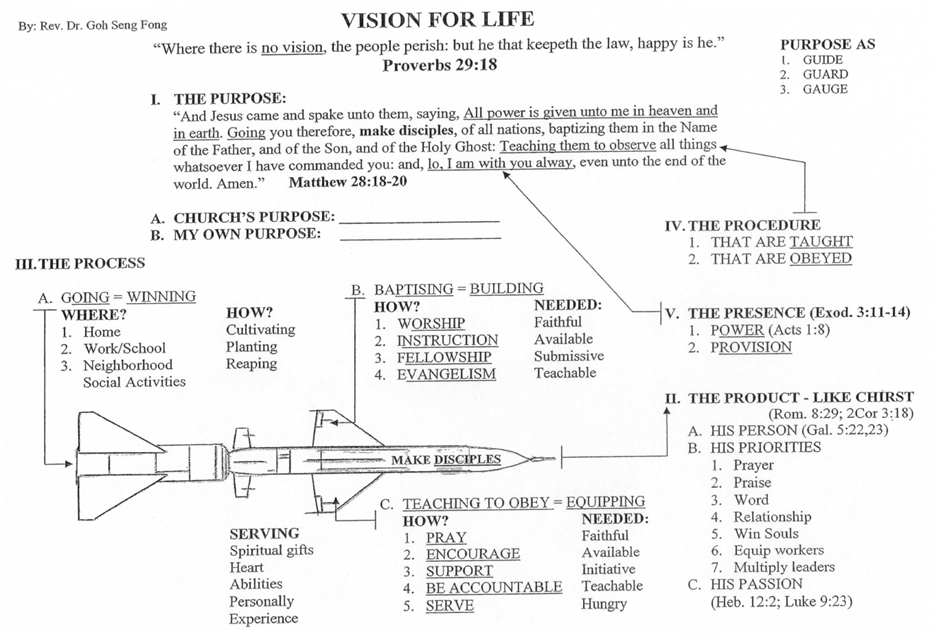 By: Rev. Dr. Goh Seng Fong
VISION FOR LIFE
“Where there is no vision, the people perish: but he that keepeth the law, happy is he.”
Proverbs 29:18
PURPOSE AS
1. GUIDE
2. GUARD
3. GAUGE
I. THE PURPOSE:
“And Jesus came and spake unto them, saying, All power is given unto me in heaven and
in earth. Going you therefore, make disciples, of all nations, baptizing them in the Name
of the Father, and of the Son, and of the Holy Ghost: Teaching them to observe all things
whatsoever I have commanded you: and, lo, I am with you alway, even unto the end of the
world. Amen.” Matthew 28:18-20
A. CHURCH'S PURPOSE:
B. MY OWN PURPOSE:
IV. THE PROCEDURE
1. THAT ARE TAUGHT
2. THAT ARE OBEYED
III. THE PROCESS
A. GOING = WINNING
WHERE?
1. Home
2. Work/School
3. Neighborhood
Social Activities
HOW?
Cultivating
Planting
Reaping
B. BAPTISING = BUILDING
HOW?
1. WORSHIP
2. INSTRUCTION
3. FELLOWSHIP
4. EVANGELISM
NEEDED:
Faithful
Available
Submissive
Teachable
V. THE PRESENCE (Exod. 3:11-14)
1. POWER (Acts 1:8)
2. PROVISION
II. THE PRODUCT - LIKE CHIRST
(Rom. 8:29; 2Cor 3:18)
A. HIS PERSON (Gal. 5:22,23)
B. HIS PRIORITIES
1. Prayer
2. Praise
3. Word
4. Relationship
5. Win Souls
6. Equip workers
7. Multiply leaders
C. HIS PASSION
(Heb. 12:2; Luke 9:23)
MAKE DISCIPLES
C. TEACHING TO OBEY = EQUIPPING
HOW?
1. PRAY
2. ENCOURAGE
3. SUPPORT
4. BE ACCOUNTABLE
5. SERVE
NEEDED:
Faithful
Available
Initiative
Teachable
Hungry
SERVING
Spiritual gifts
Heart
Abilities
Personally
Experience